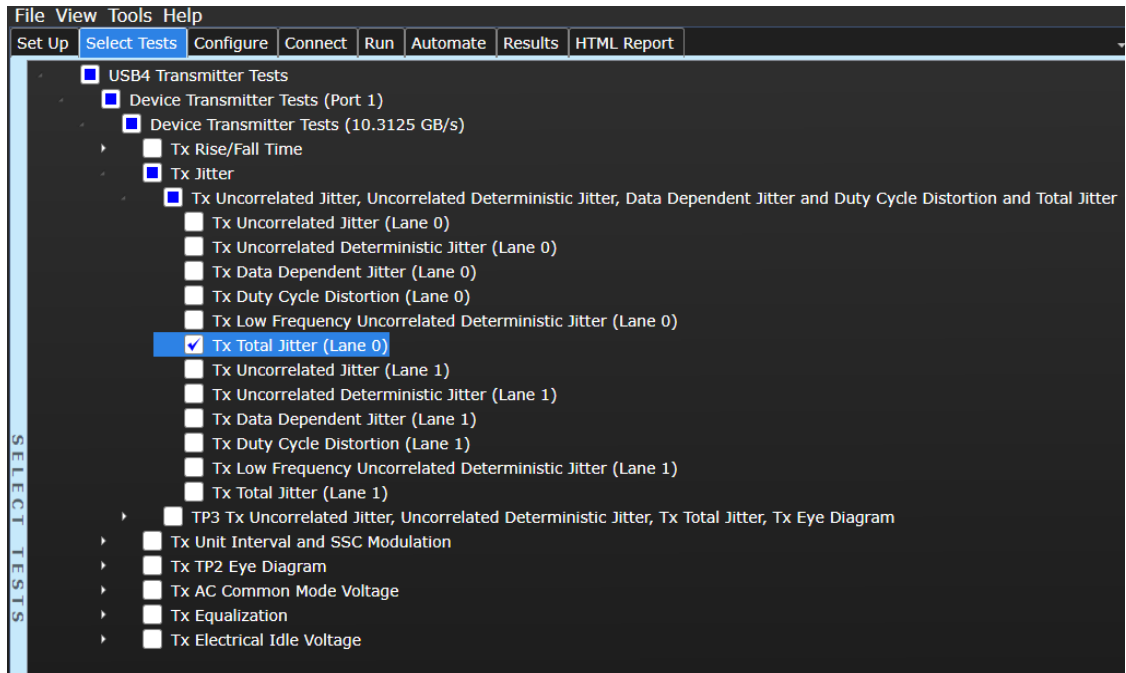 File View Tools Help
Set Up Select Tests Configure Connect Run Automate Results HTML Report
USB4 Transmitter Tests
Device Transmitter Tests (Port 1)
Device Transmitter Tests (10.3125 GB/s)
Tx Rise/Fall Time
Tx Jitter
Tx Uncorrelated Jitter, Uncorrelated Deterministic Jitter, Data Dependent Jitter and Duty Cycle Distortion and Total Jitter
Tx Uncorrelated Jitter (Lane 0)
Tx Uncorrelated Deterministic Jitter (Lane 0)
Tx Data Dependent Jitter (Lane 0)
Tx Duty Cycle Distortion (Lane 0)
Tx Low Frequency Uncorrelated Deterministic Jitter (Lane 0)
Tx Total Jitter (Lane 0)
Tx Uncorrelated Jitter (Lane 1)
Tx Uncorrelated Deterministic Jitter (Lane 1)
Tx Data Dependent Jitter (Lane 1)
Tx Duty Cycle Distortion (Lane 1)
Tx Low Frequency Uncorrelated Deterministic Jitter (Lane 1)
Tx Total Jitter (Lane 1)
TP3 Tx Uncorrelated Jitter, Uncorrelated Deterministic Jitter, Tx Total Jitter, Tx Eye Diagram
Tx Unit Interval and SSC Modulation
Tx TP2 Eye Diagram
Tx AC Common Mode Voltage
Tx Equalization
Tx Electrical Idle Voltage
SELECT TESTS